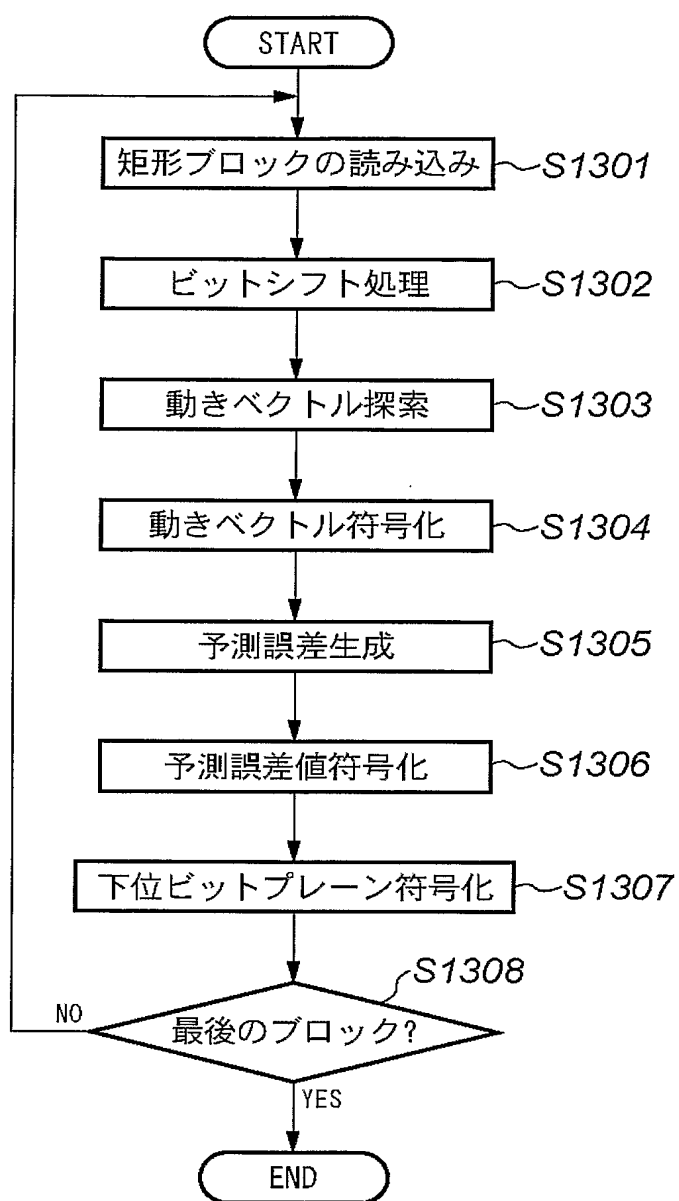 START
矩形ブロックの読み込み
S1301
ビットシフト処理
S1302
動きベクトル探索
S1303
動きベクトル符号化
S1304
予測誤差生成
S1305
予測誤差値符号化
S1306
下位ビットプレーン符号化
S1307
S1308
最後のブロック?
NO
YES
END